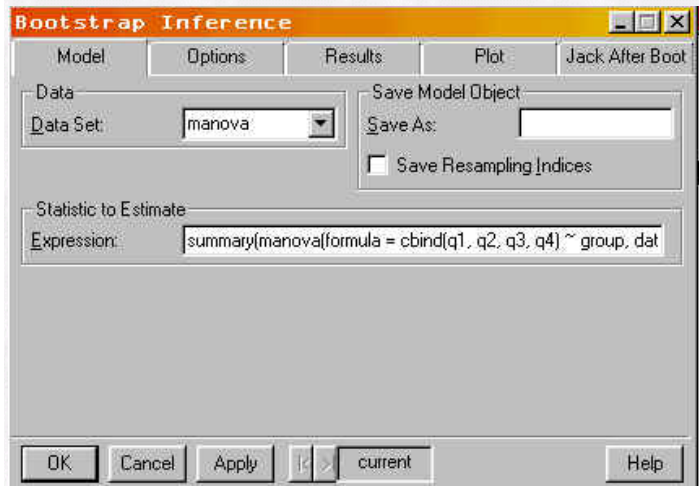 Bootstrap Inference
Model Options Results Plot Jack After Boot
Data
Data Set: manova
Save Model Object
Save As:
Save Resampling Indices
Statistic to Estimate
Expression: summary(manova(formula = cbind(q1, q2, q3, q4) ~ group, dat
OK Cancel Apply current Help